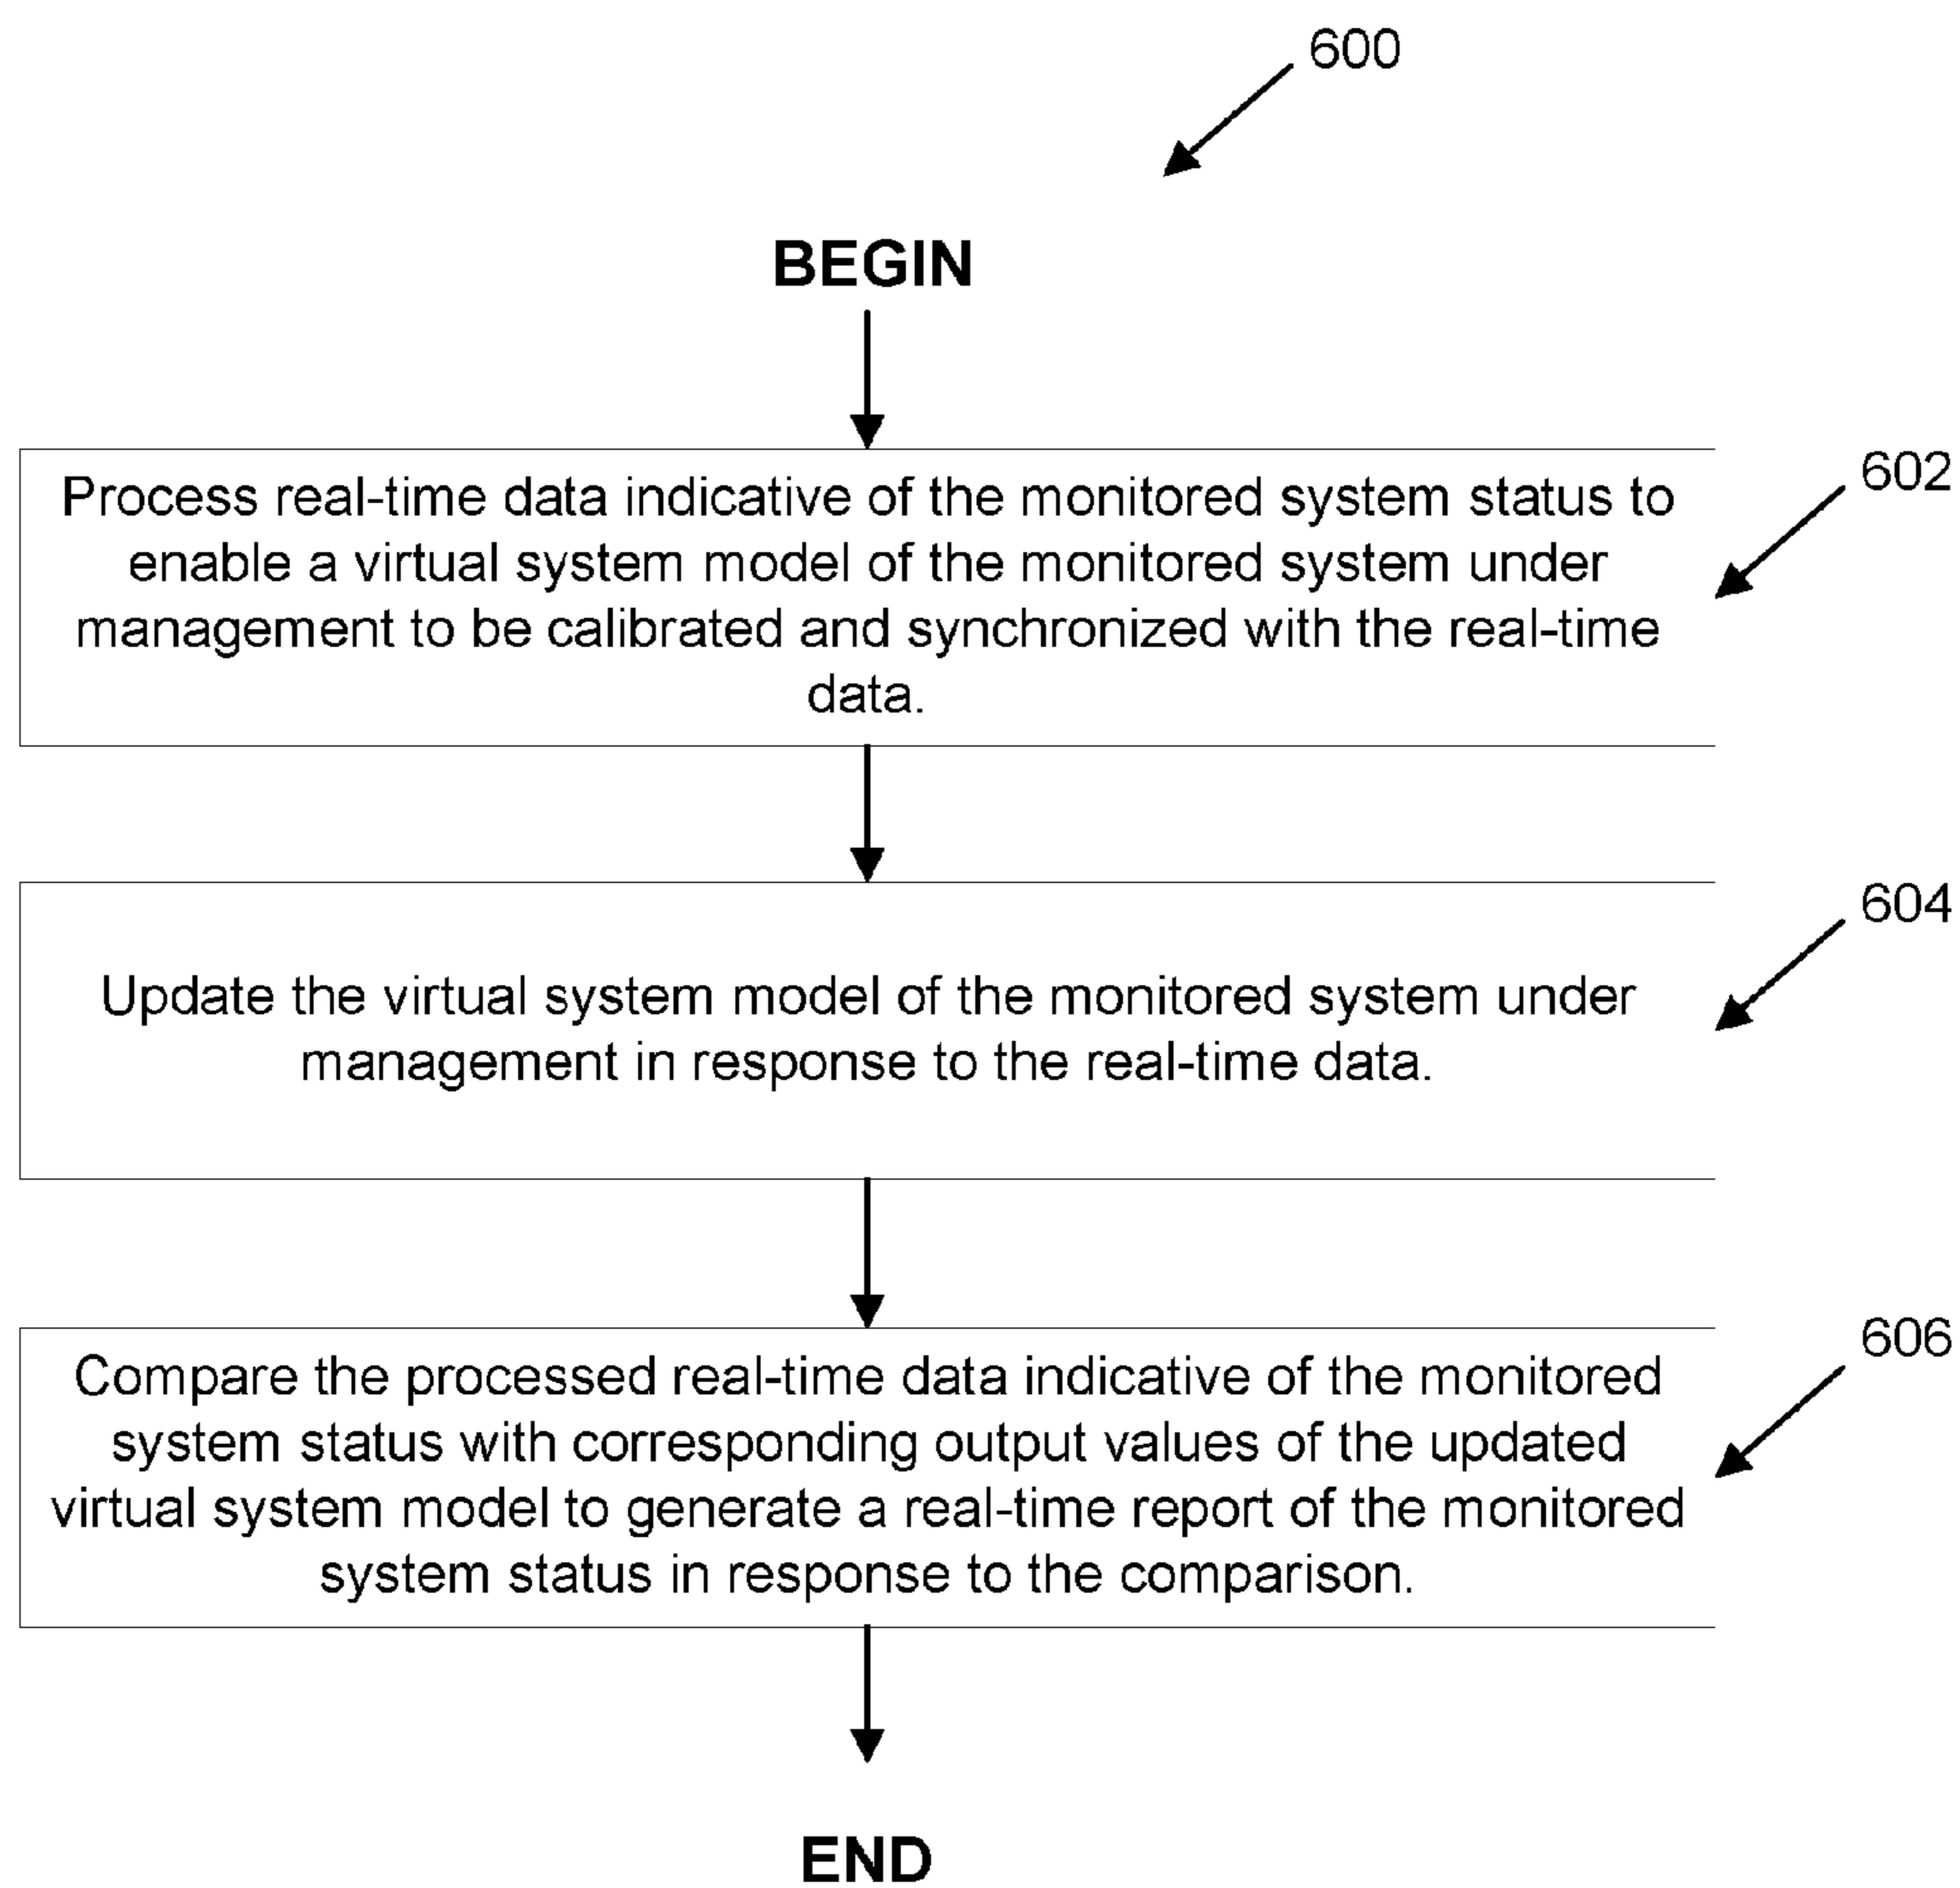 600
BEGIN
602
Process real-time data indicative of the monitored system status to
enable a virtual system model of the monitored system under
management to be calibrated and synchronized with the real-time
data.
604
Update the virtual system model of the monitored system under
management in response to the real-time data.
606
Compare the processed real-time data indicative of the monitored
system status with corresponding output values of the updated
virtual system model to generate a real-time report of the monitored
system status in response to the comparison.
END